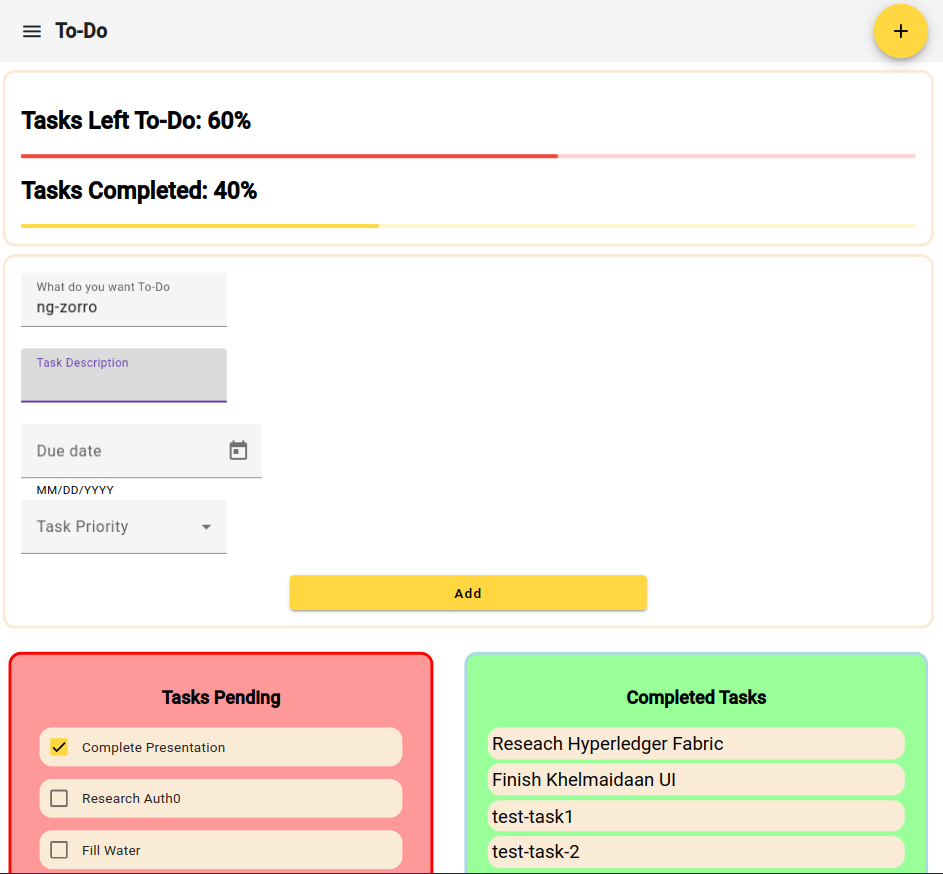 To-Do
Tasks Left To-Do: 60%
Tasks Completed: 40%
What do you want To-Do
ng-zorro
Task Description
Due date
MM/DD/YYYY
Task Priority
Add
Tasks Pending
Complete Presentation
Research Auth0
Fill Water
Completed Tasks
Reseach Hyperledger Fabric
Finish Khelmaidaan UI
test-task1
test-task-2